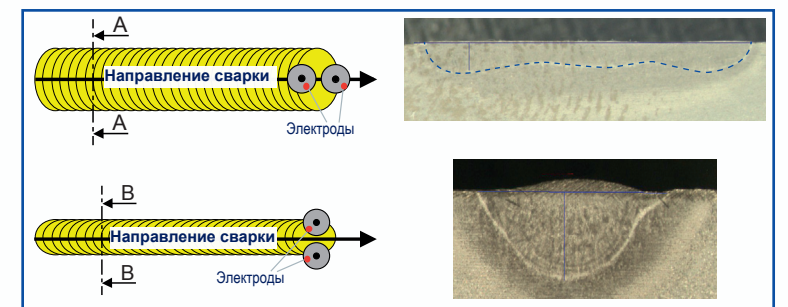 A
Направление сварки
A
Электроды
B
Направление сварки
B
Электроды